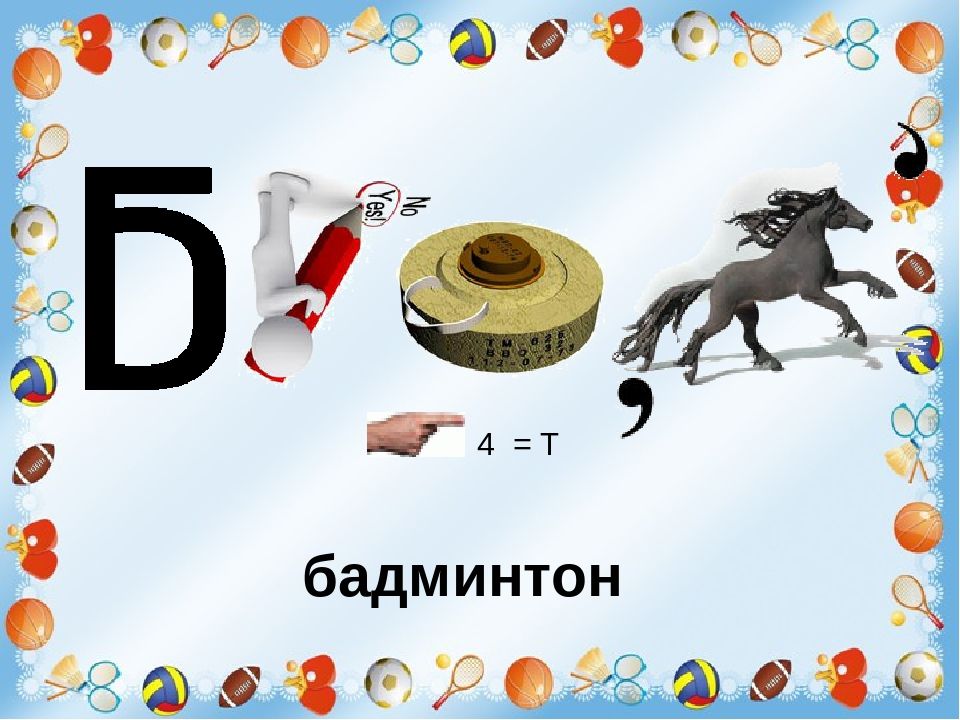 Б
No
Yes!
,
,
4 = Т
бадминтон